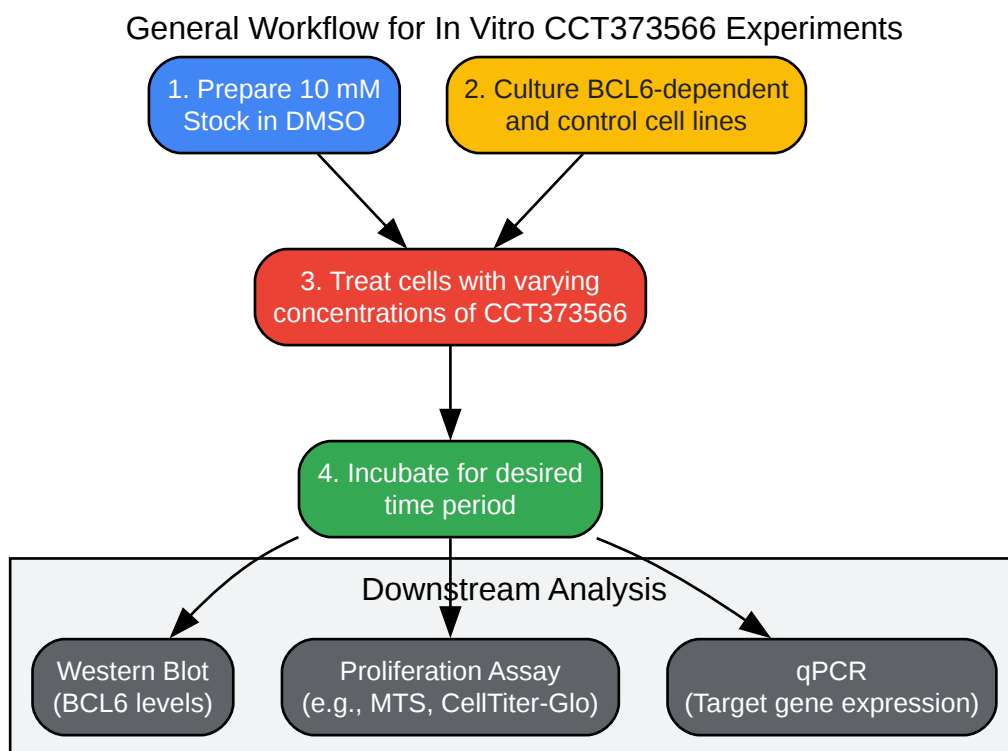 General Workflow for In Vitro CCT373566 Experiments
1. Prepare 10 mM
Stock in DMSO
2. Culture BCL6-dependent
and control cell lines
3. Treat cells with varying
concentrations of CCT373566
4. Incubate for desired
time period
Downstream Analysis
Western Blot
(BCL6 levels)
Proliferation Assay
(e.g., MTS, CellTiter-Glo)
qPCR
(Target gene expression)